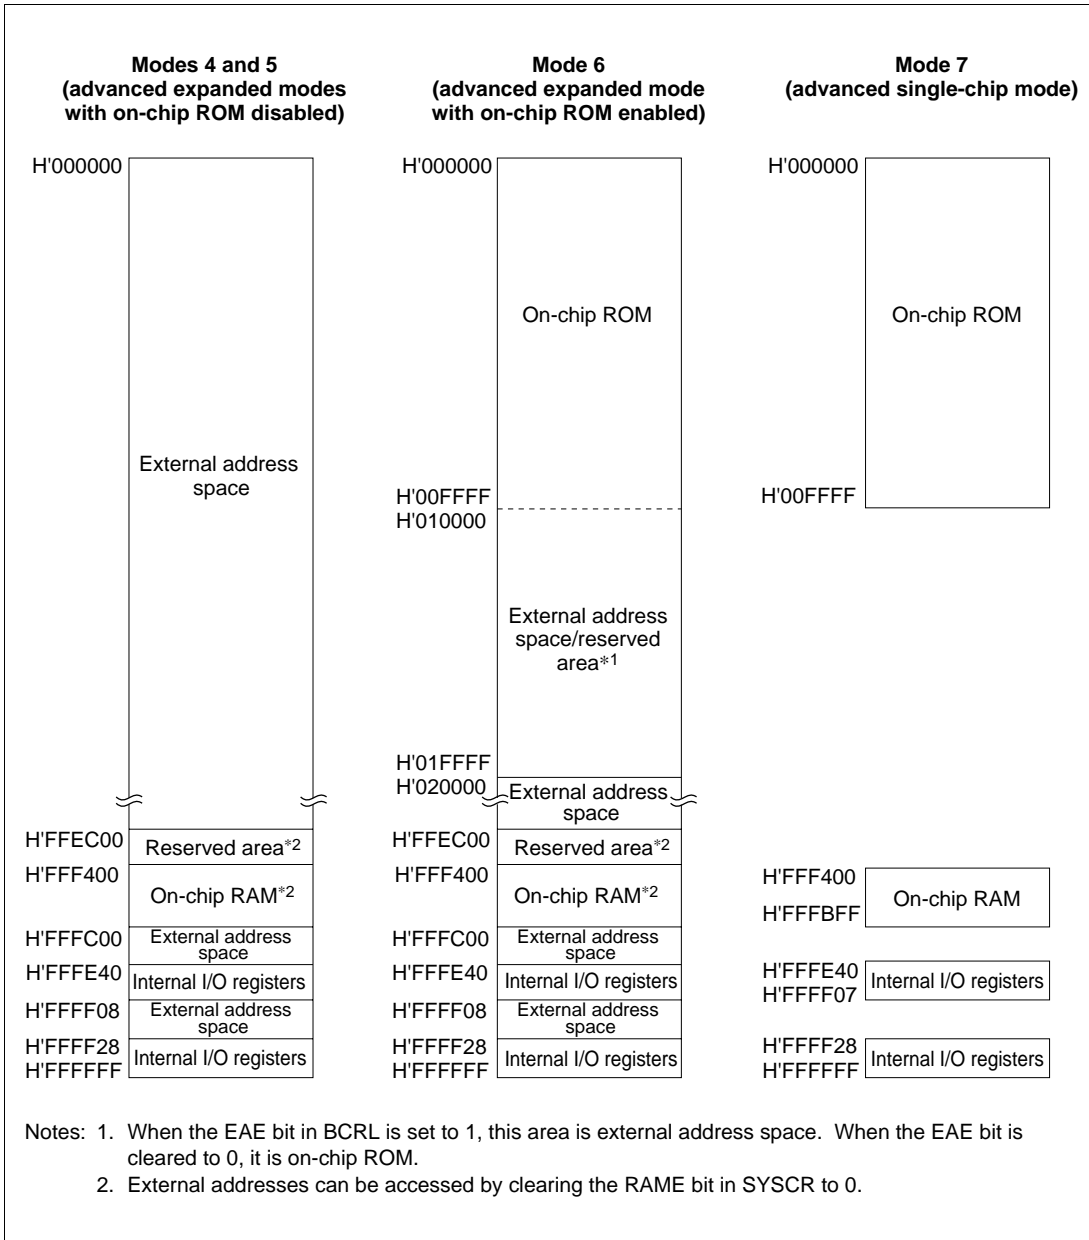 Modes 4 and 5
(advanced expanded modes
with on-chip ROM disabled)
H'000000
External address
space
H'FFEC00
Reserved area*2
H'FFF400
On-chip RAM*2
H'FFFC00
External address
space
H'FFFE40
Internal I/O registers
H'FFFF08
External address
space
H'FFFF28
Internal I/O registers
H'FFFFFF
Mode 6
(advanced expanded mode
with on-chip ROM enabled)
H'000000
On-chip ROM
H'00FFFF
H'010000
External address
space/reserved
area*1
H'01FFFF
H'020000
External address
space
H'FFEC00
Reserved area*2
H'FFF400
On-chip RAM*2
H'FFFC00
External address
space
H'FFFE40
Internal I/O registers
H'FFFF08
External address
space
H'FFFF28
Internal I/O registers
H'FFFFFF
Mode 7
(advanced single-chip mode)
H'000000
On-chip ROM
H'00FFFF
H'FFF400
On-chip RAM
H'FFFBFF
H'FFFE40
Internal I/O registers
H'FFFF07
H'FFFF28
Internal I/O registers
H'FFFFFF
Notes: 1. When the EAE bit in BCRL is set to 1, this area is external address space. When the EAE bit is
cleared to 0, it is on-chip ROM.
2. External addresses can be accessed by clearing the RAME bit in SYSCR to 0.